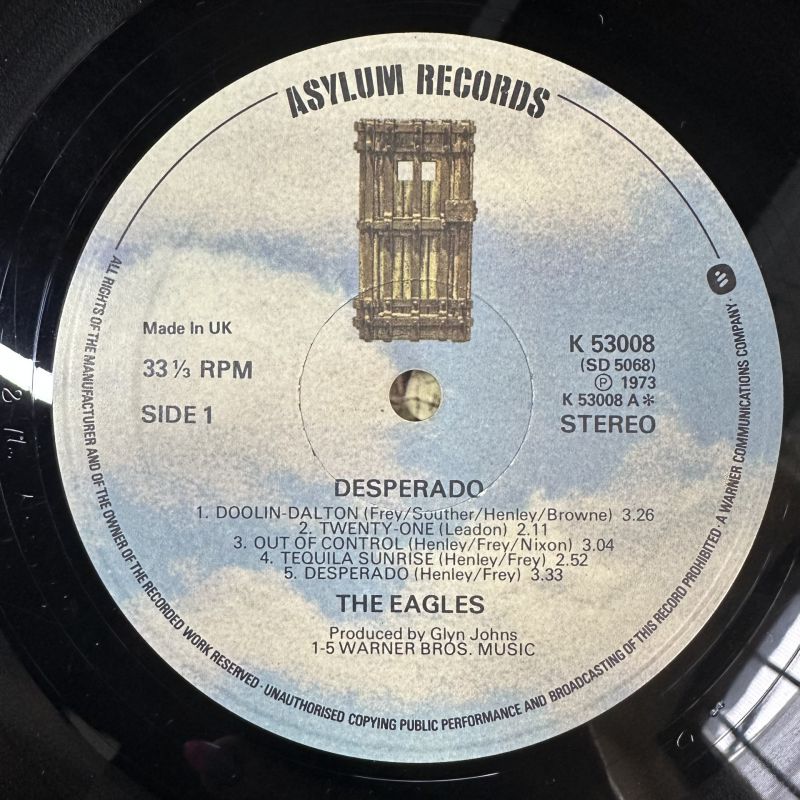 ASYLUM RECORDS
Made In UK
33 1/3 RPM
SIDE 1
K 53008
(SD 5068)
℗ 1973
K 53008 A*
STEREO
DESPERADO
1. DOOLIN-DALTON (Frey/Souther/Henley/Browne) 3.26
2. TWENTY-ONE (Leadon) 2.11
3. OUT OF CONTROL (Henley/Frey/Nixon) 3.04
4. TEQUILA SUNRISE (Henley/Frey) 2.52
5. DESPERADO (Henley/Frey) 3.33
THE EAGLES
Produced by Glyn Johns
1-5 WARNER BROS. MUSIC
ALL RIGHTS OF THE MANUFACTURER AND OF THE OWNER OF THE RECORDED WORK RESERVED · UNAUTHORISED COPYING PUBLIC PERFORMANCE AND BROADCASTING OF THIS RECORD PROHIBITED · A WARNER COMMUNICATIONS COMPANY ·